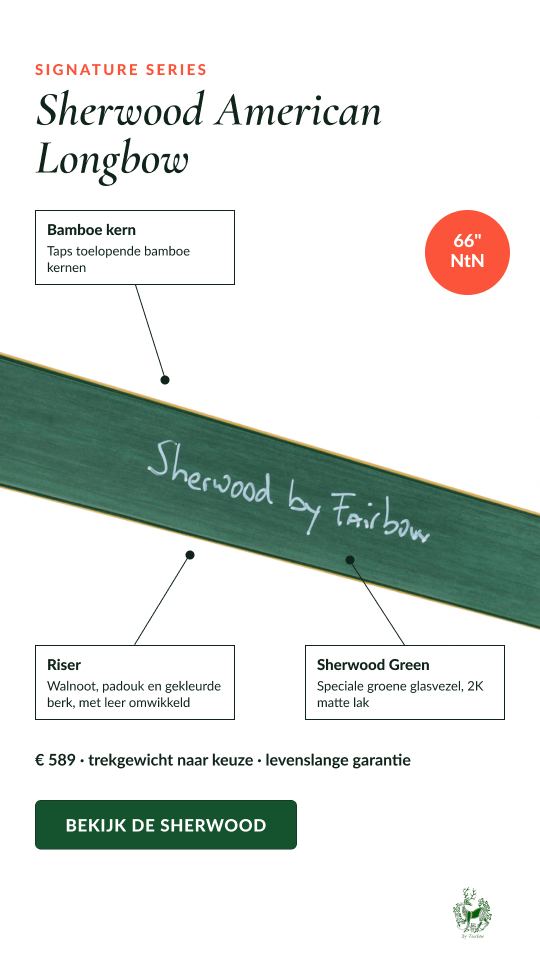 SIGNATURE SERIES
Sherwood American
Longbow
Bamboe kern
Taps toelopende bamboe
kernen
66"
NtN
Sherwood by Fairbow
Riser
Walnoot, padouk en gekleurde
berk, met leer omwikkeld
Sherwood Green
Speciale groene glasvezel, 2K
matte lak
€ 589 · trekgewicht naar keuze · levenslange garantie
BEKIJK DE SHERWOOD